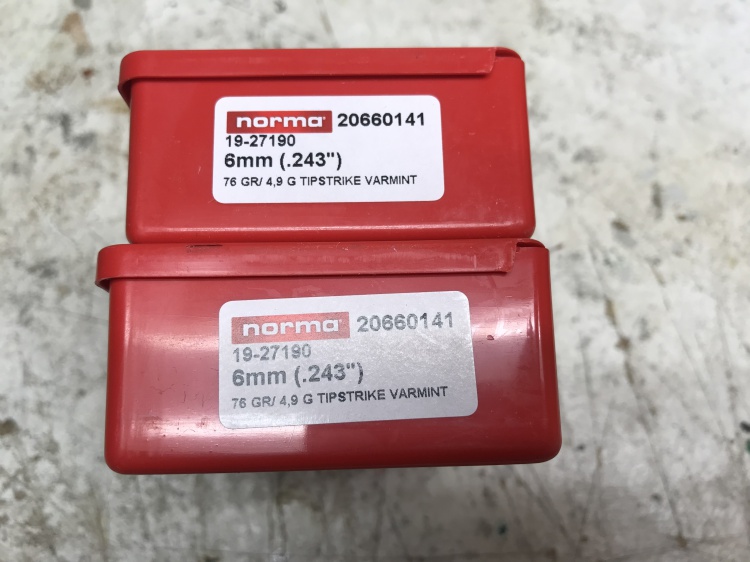 norma 20660141
19-27190
6mm (.243")
76 GR/ 4,9 G TIPSTRIKE VARMINT
norma 20660141
19-27190
6mm (.243")
76 GR/ 4,9 G TIPSTRIKE VARMINT